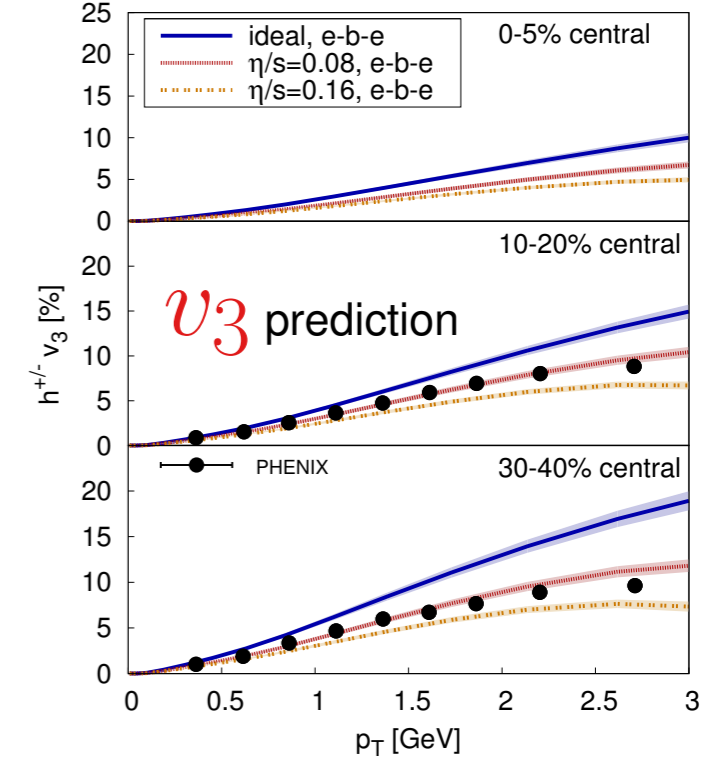 25
20
15
10
5
0
ideal, e-b-e
η/s=0.08, e-b-e
η/s=0.16, e-b-e
0-5% central
20
15
10
5
0
10-20% central
v3 prediction
h+/- v3 [%]
20
15
10
5
0
PHENIX
30-40% central
0 0.5 1 1.5 2 2.5 3
pT [GeV]